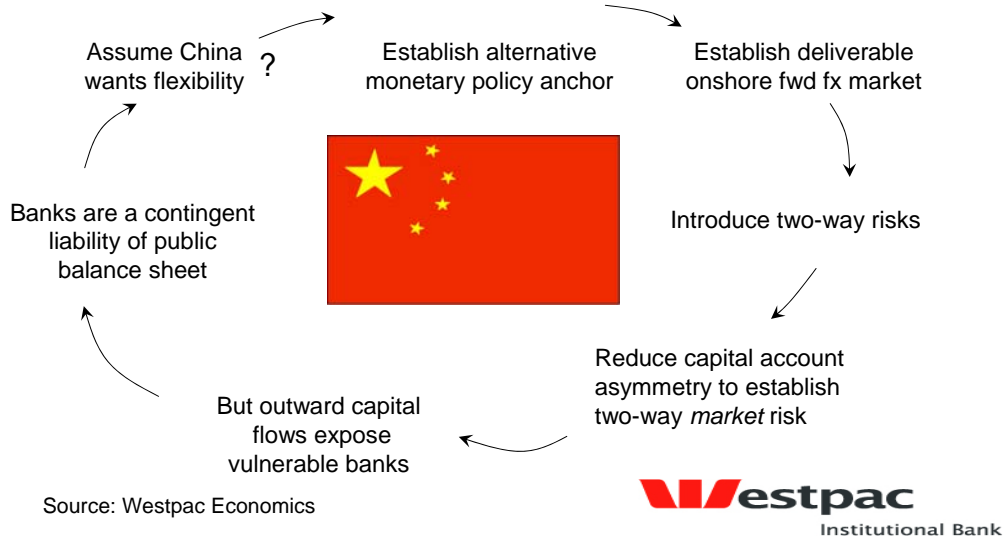 Assume China
wants flexibility ?
Establish alternative
monetary policy anchor
Establish deliverable
onshore fwd fx market
Introduce two-way risks
Reduce capital account
asymmetry to establish
two-way market risk
But outward capital
flows expose
vulnerable banks
Banks are a contingent
liability of public
balance sheet
Source: Westpac Economics
Westpac
Institutional Bank